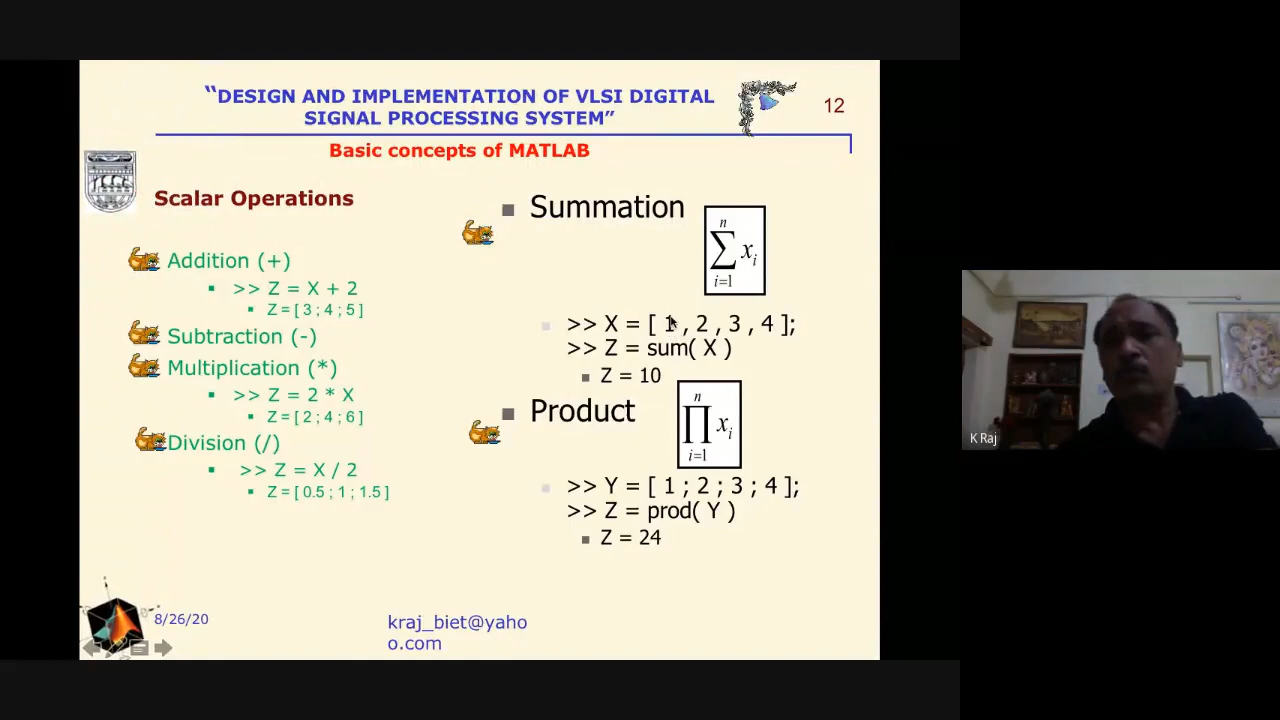 “DESIGN AND IMPLEMENTATION OF VLSI DIGITAL
SIGNAL PROCESSING SYSTEM”
12
Basic concepts of MATLAB
Scalar Operations
Addition (+)
>> Z = X + 2
Z = [ 3 ; 4 ; 5 ]
Subtraction (-)
Multiplication (*)
>> Z = 2 * X
Z = [ 2 ; 4 ; 6 ]
Division (/)
>> Z = X / 2
Z = [ 0.5 ; 1 ; 1.5 ]
Summation
n
∑ xi
i=1
>> X = [ 1 , 2 , 3 , 4 ];
>> Z = sum( X )
Z = 10
Product
n
∏ xi
i=1
>> Y = [ 1 ; 2 ; 3 ; 4 ];
>> Z = prod( Y )
Z = 24
8/26/20
kraj_biet@yaho
o.com
K Raj